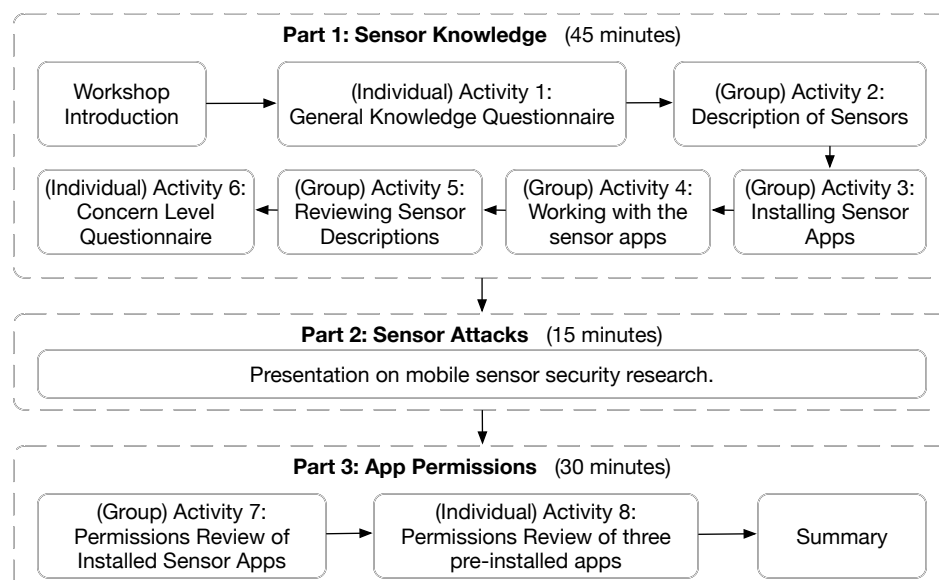 Part 1: Sensor Knowledge (45 minutes)
Workshop
Introduction
(Individual) Activity 1:
General Knowledge Questionnaire
(Group) Activity 2:
Description of Sensors
(Group) Activity 3:
Installing Sensor
Apps
(Group) Activity 4:
Working with the
sensor apps
(Group) Activity 5:
Reviewing Sensor
Descriptions
(Individual) Activity 6:
Concern Level
Questionnaire
Part 2: Sensor Attacks (15 minutes)
Presentation on mobile sensor security research.
Part 3: App Permissions (30 minutes)
(Group) Activity 7:
Permissions Review of
Installed Sensor Apps
(Individual) Activity 8:
Permissions Review of three
pre-installed apps
Summary